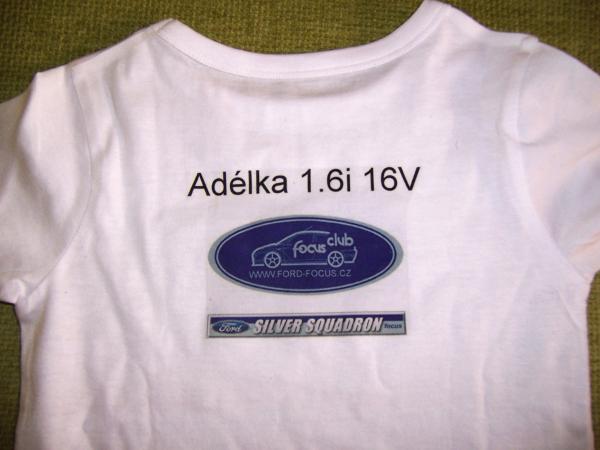 Adélka 1.6i 16V
focus club
WWW.FORD-FOCUS.CZ
Ford SILVER SQUADRON focus